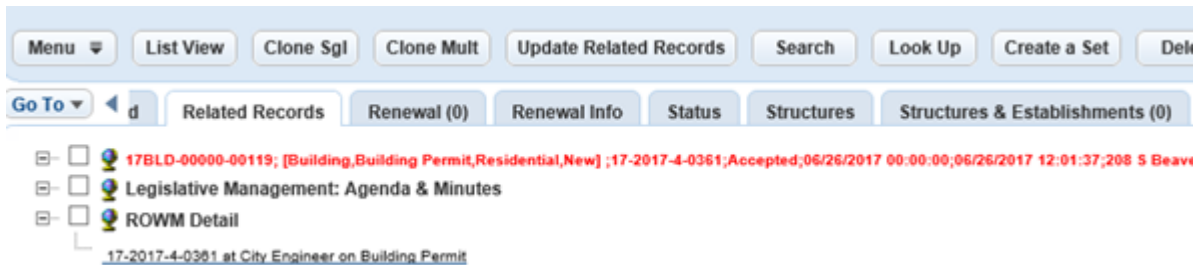 Menu List View Clone Sgl Clone Mult Update Related Records Search Look Up Create a Set Dele
Go To d Related Records Renewal (0) Renewal Info Status Structures Structures & Establishments (0)
17BLD-00000-00119; [Building,Building Permit,Residential,New] ;17-2017-4-0361;Accepted;06/26/2017 00:00:00;06/26/2017 12:01:37;208 S Beave
Legislative Management: Agenda & Minutes
ROWM Detail
17-2017-4-0361 at City Engineer on Building Permit